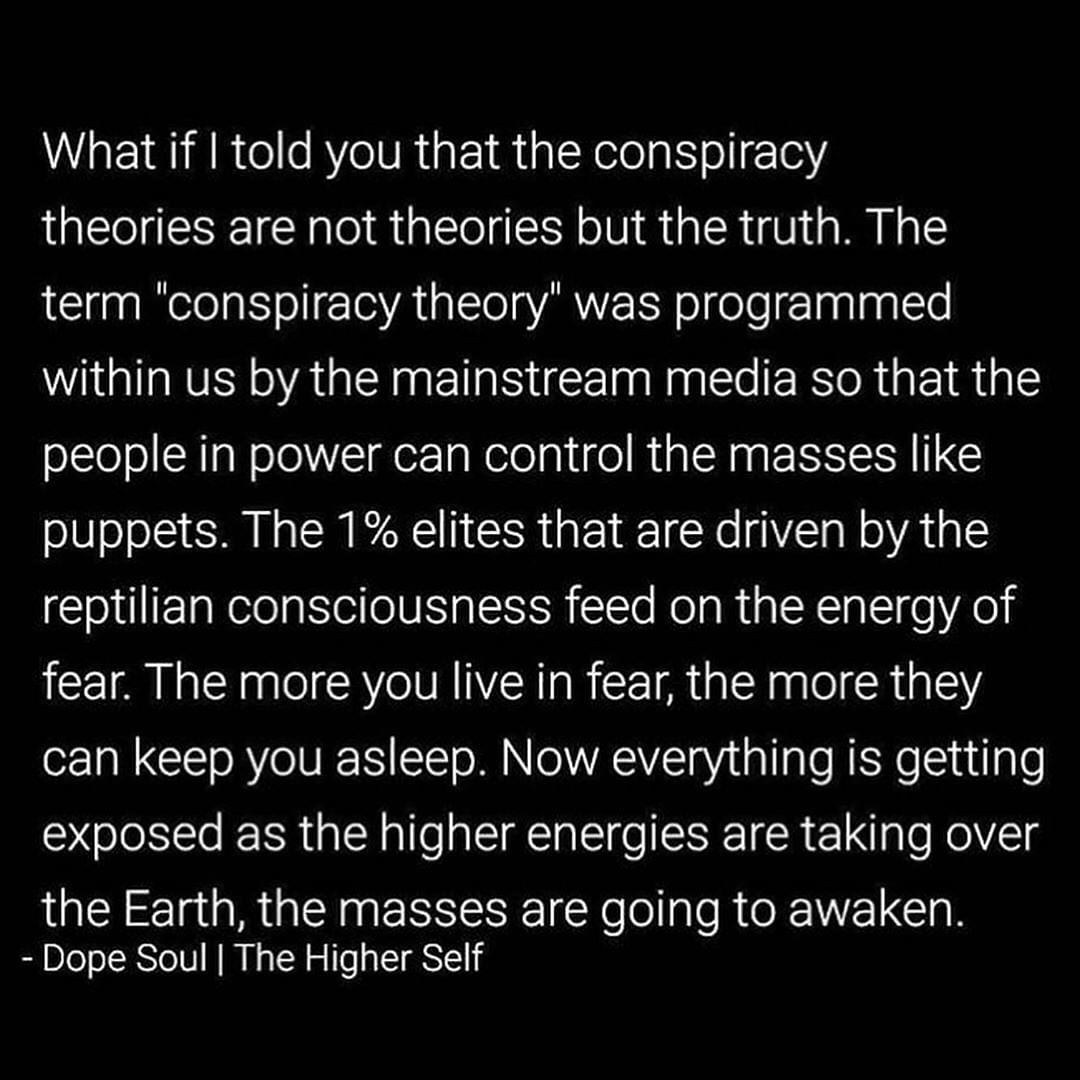 What if I told you that the conspiracy
theories are not theories but the truth. The
term "conspiracy theory" was programmed
within us by the mainstream media so that the
people in power can control the masses like
puppets. The 1% elites that are driven by the
reptilian consciousness feed on the energy of
fear. The more you live in fear, the more they
can keep you asleep. Now everything is getting
exposed as the higher energies are taking over
the Earth, the masses are going to awaken.
- Dope Soul | The Higher Self